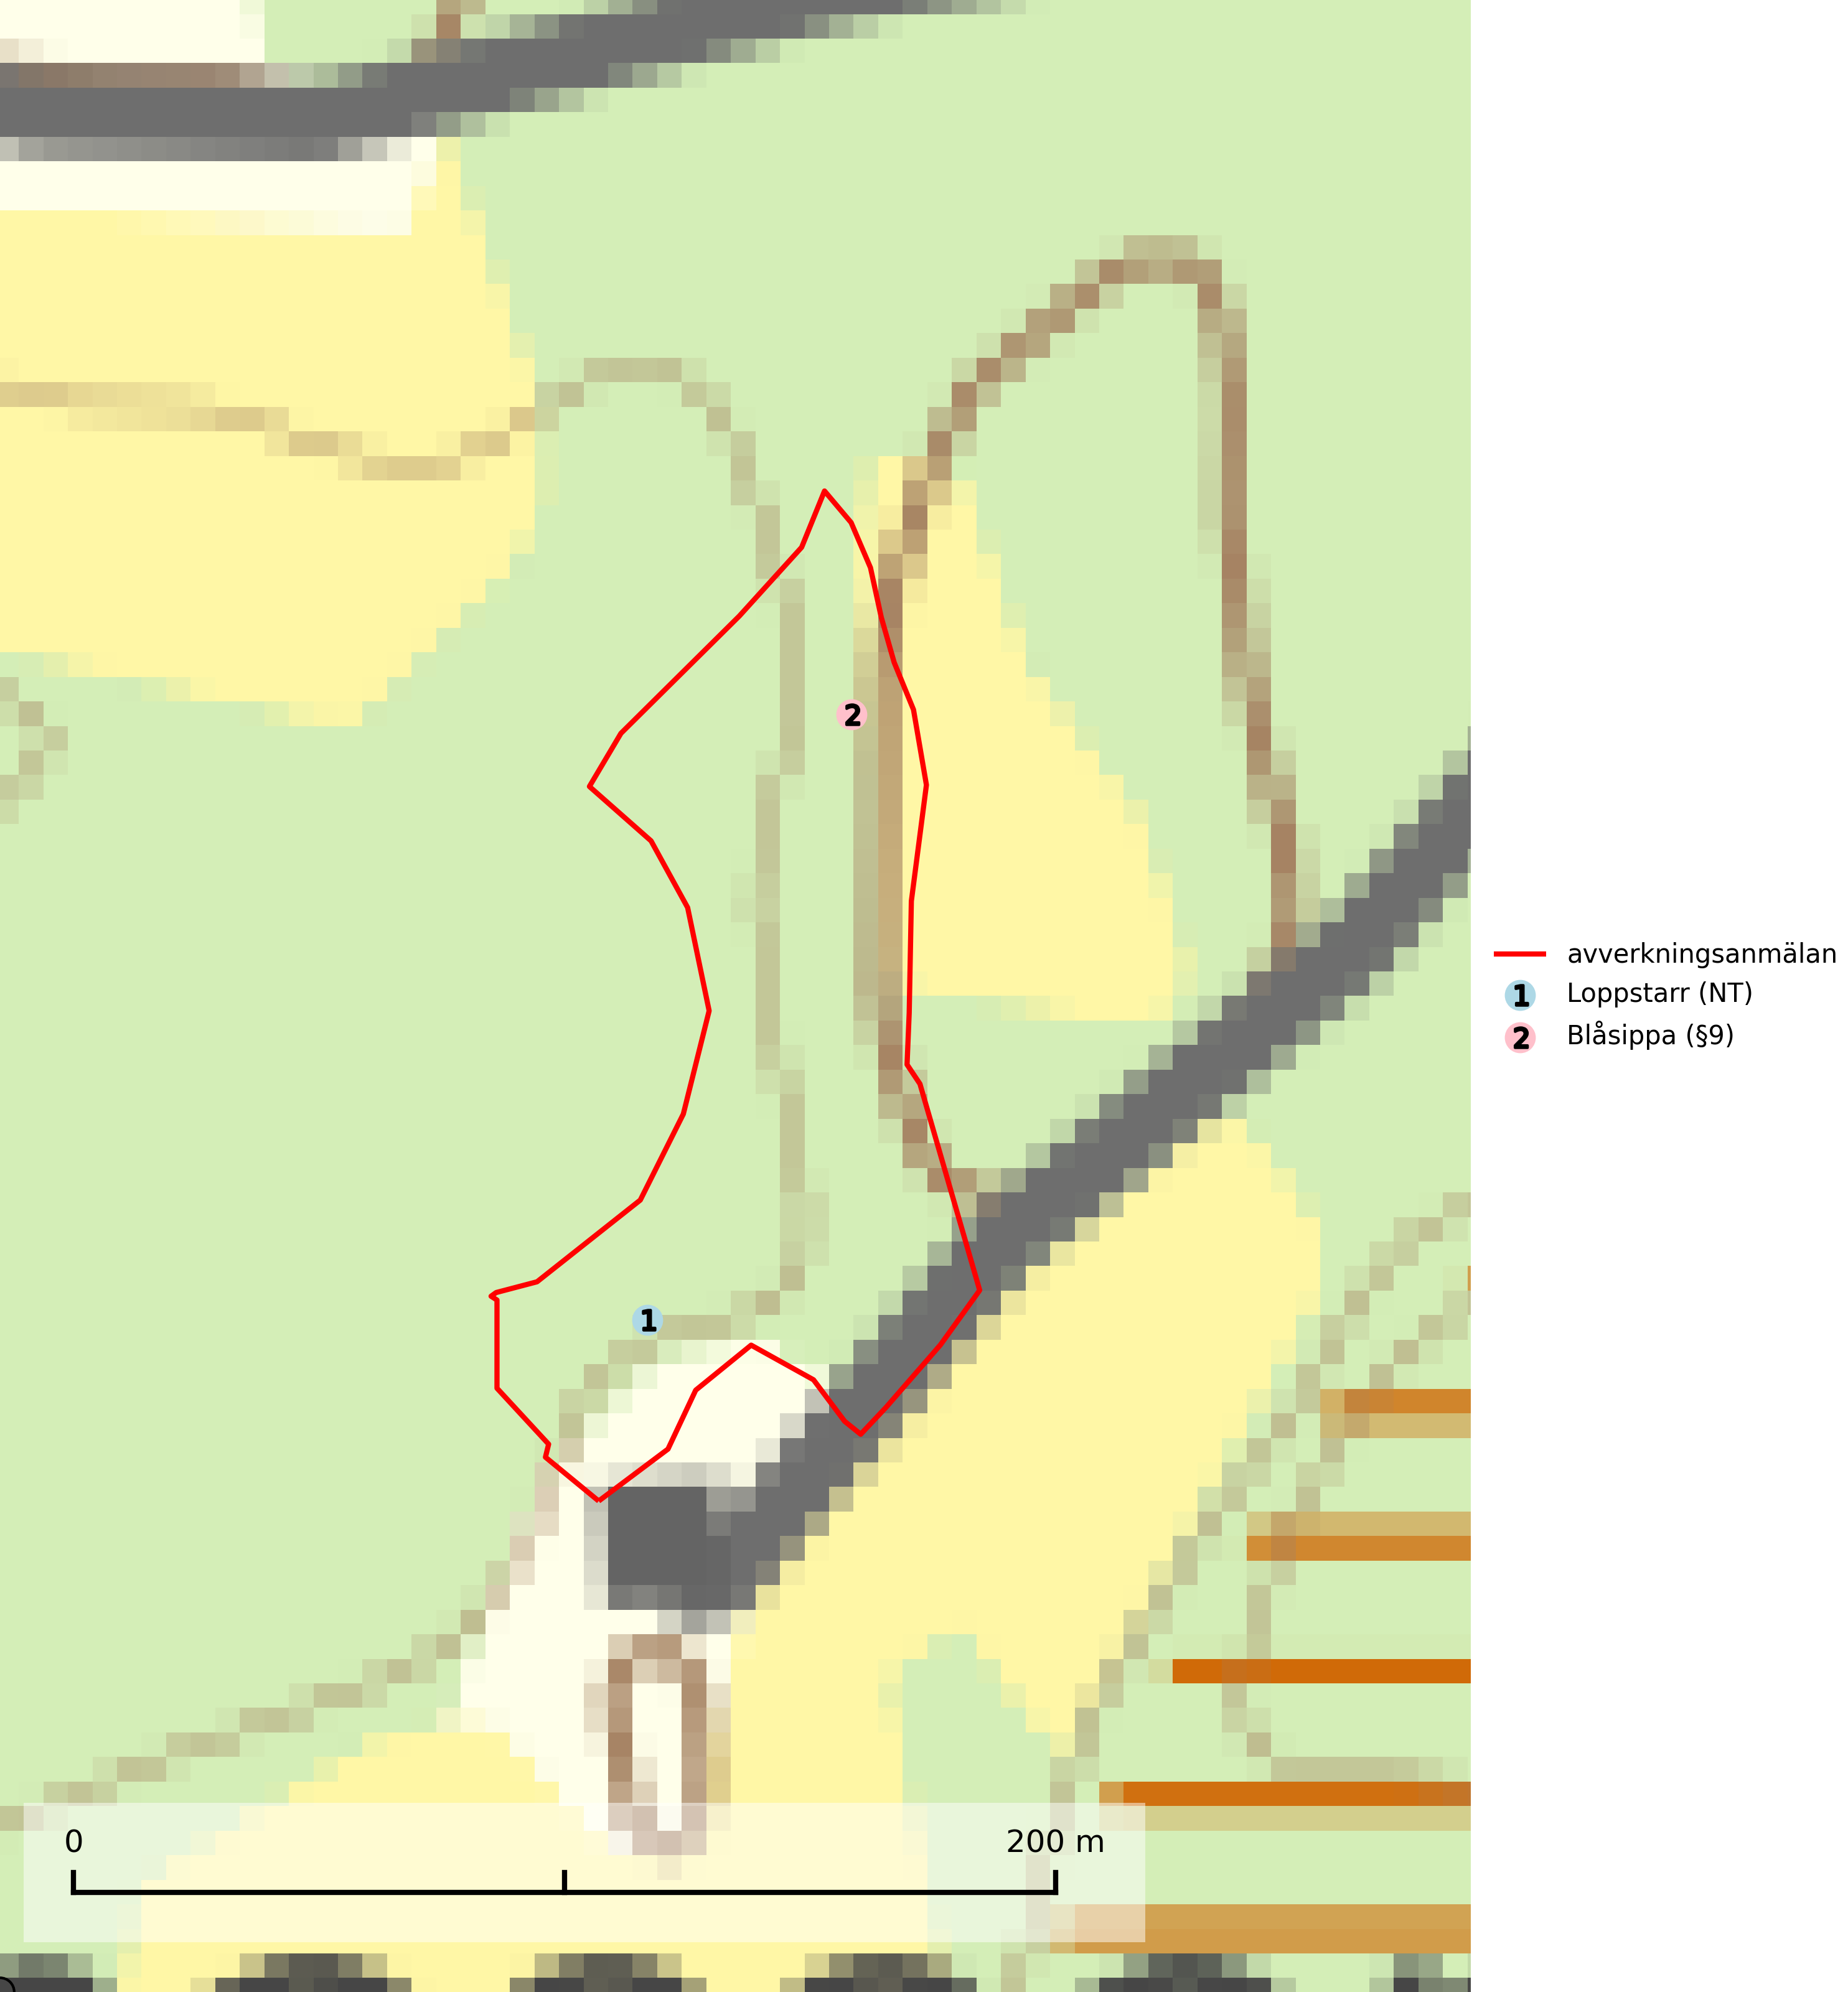 2
1
avverkningsanmälan
1 Loppstarr (NT)
2 Blåsippa (§9)
0 200 m